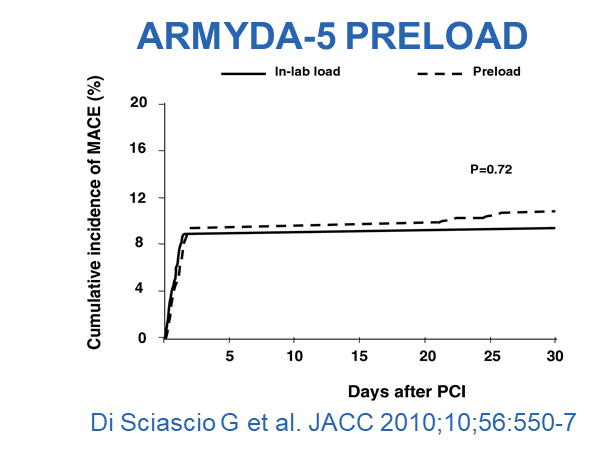 ARMYDA-5 PRELOAD
In-lab load
Preload
Cumulative incidence of MACE (%)
20
16
12
8
4
0
P=0.72
5
10
15
20
25
30
Days after PCI
Di Sciascio G et al. JACC 2010;10;56:550-7